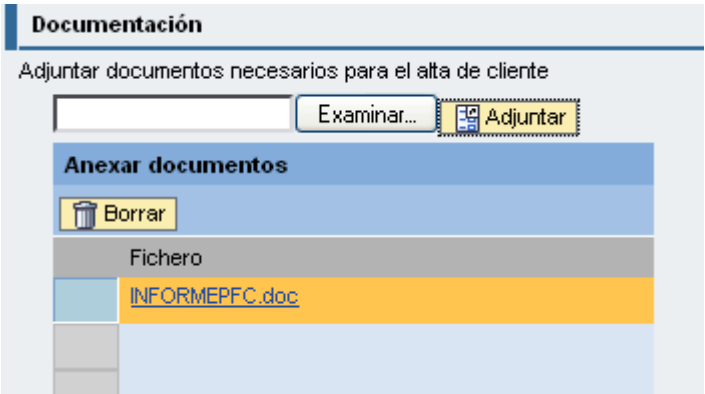 Documentación
Adjuntar documentos necesarios para el alta de cliente
Examinar... Adjuntar
Anexar documentos
Borrar
Fichero
INFORMEPFC.doc